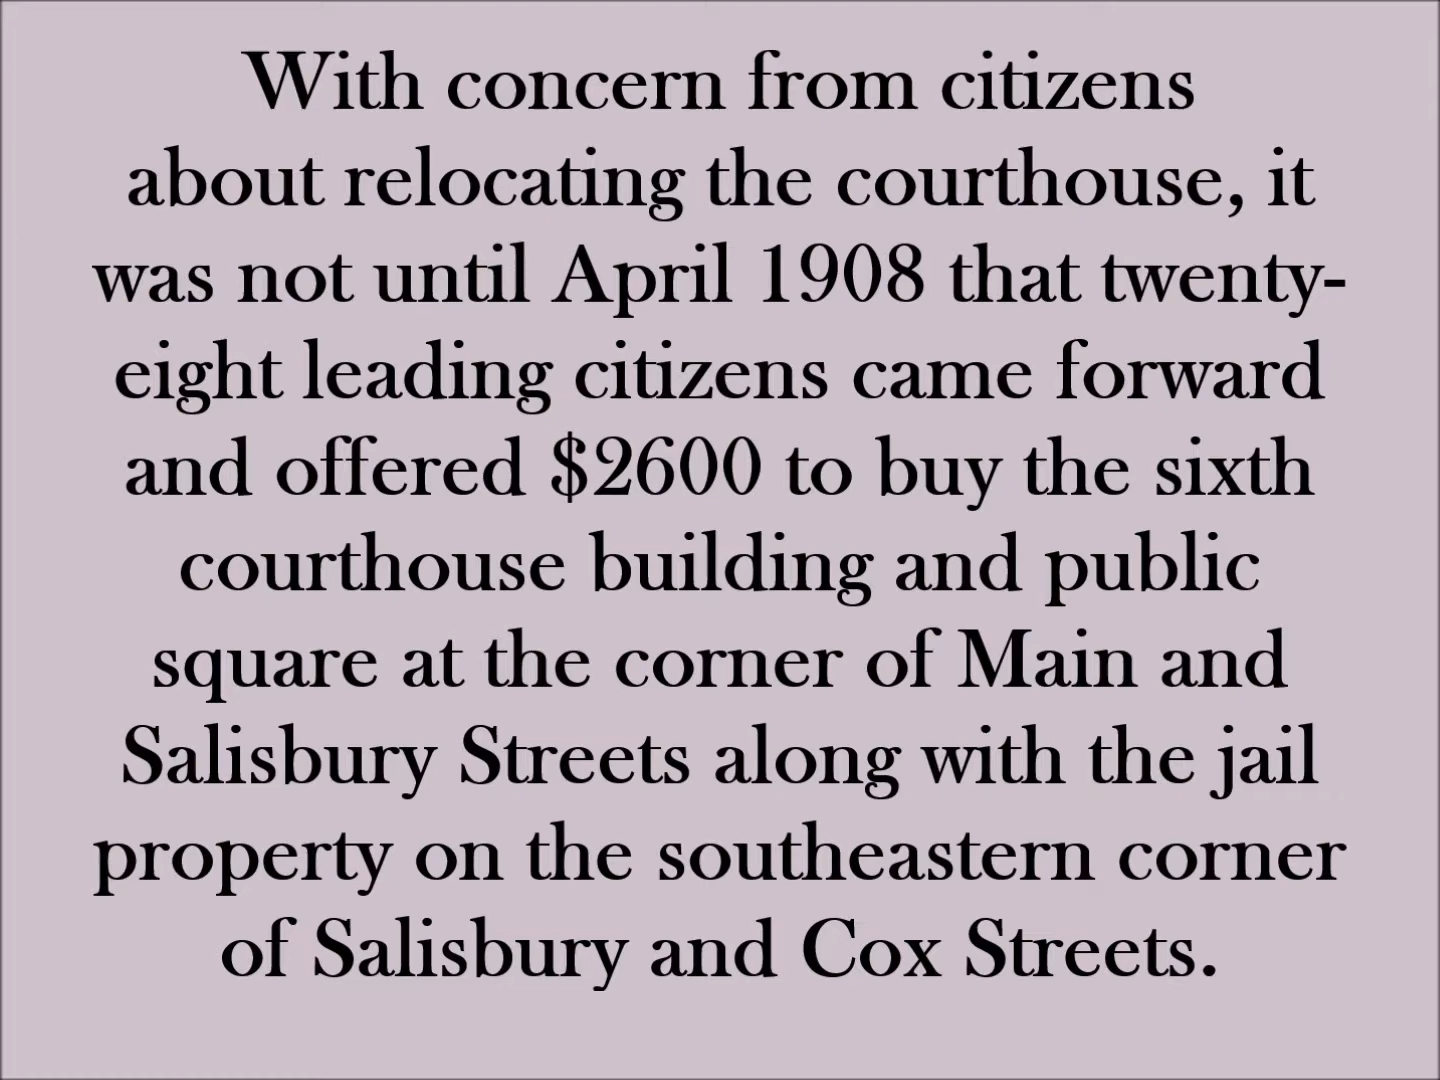 With concern from citizens
about relocating the courthouse, it
was not until April 1908 that twenty-
eight leading citizens came forward
and offered $2600 to buy the sixth
courthouse building and public
square at the corner of Main and
Salisbury Streets along with the jail
property on the southeastern corner
of Salisbury and Cox Streets.